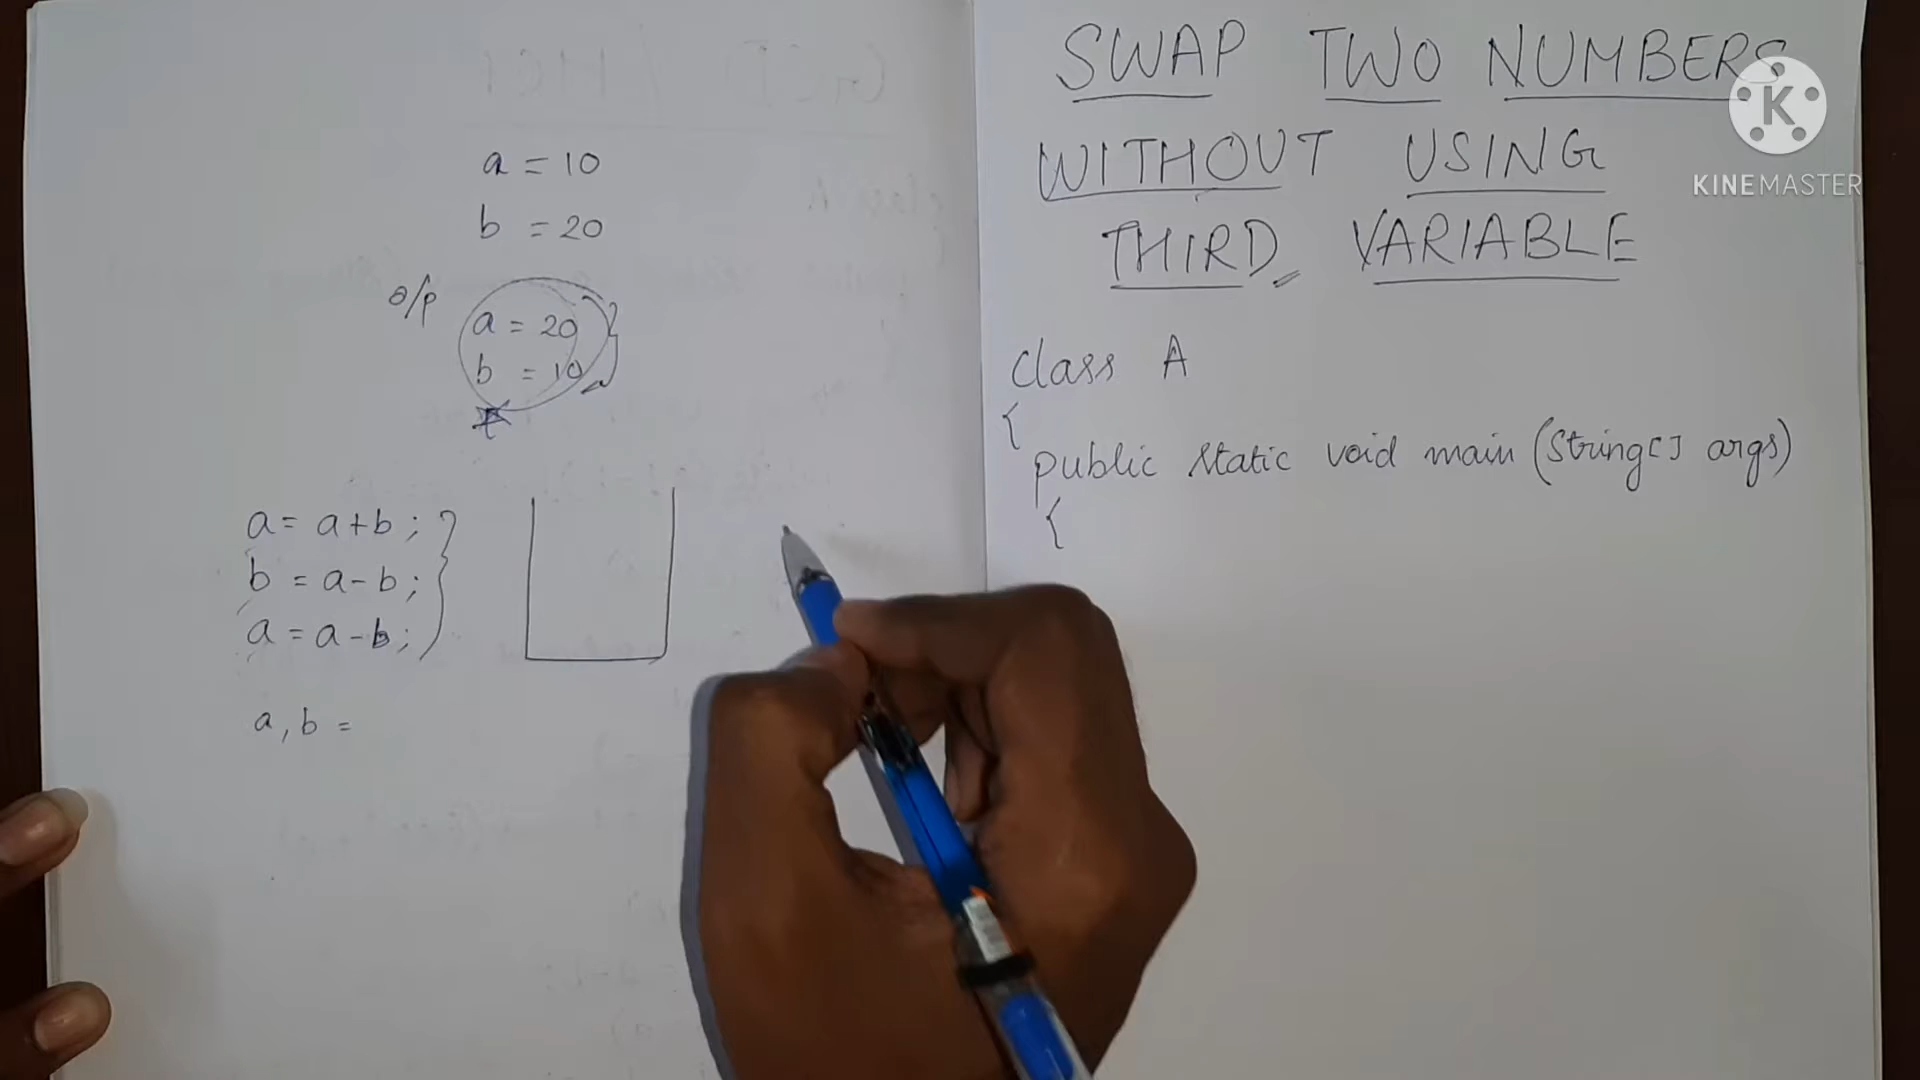 a = 10
b = 20
o/p
a = 20
b = 10
a = a+b;
b = a-b;
a = a-b;
a, b =
SWAP TWO NUMBERS
WITHOUT USING
THIRD VARIABLE
class A
{
public static void main (String[] args)
{
K
KINEMASTER